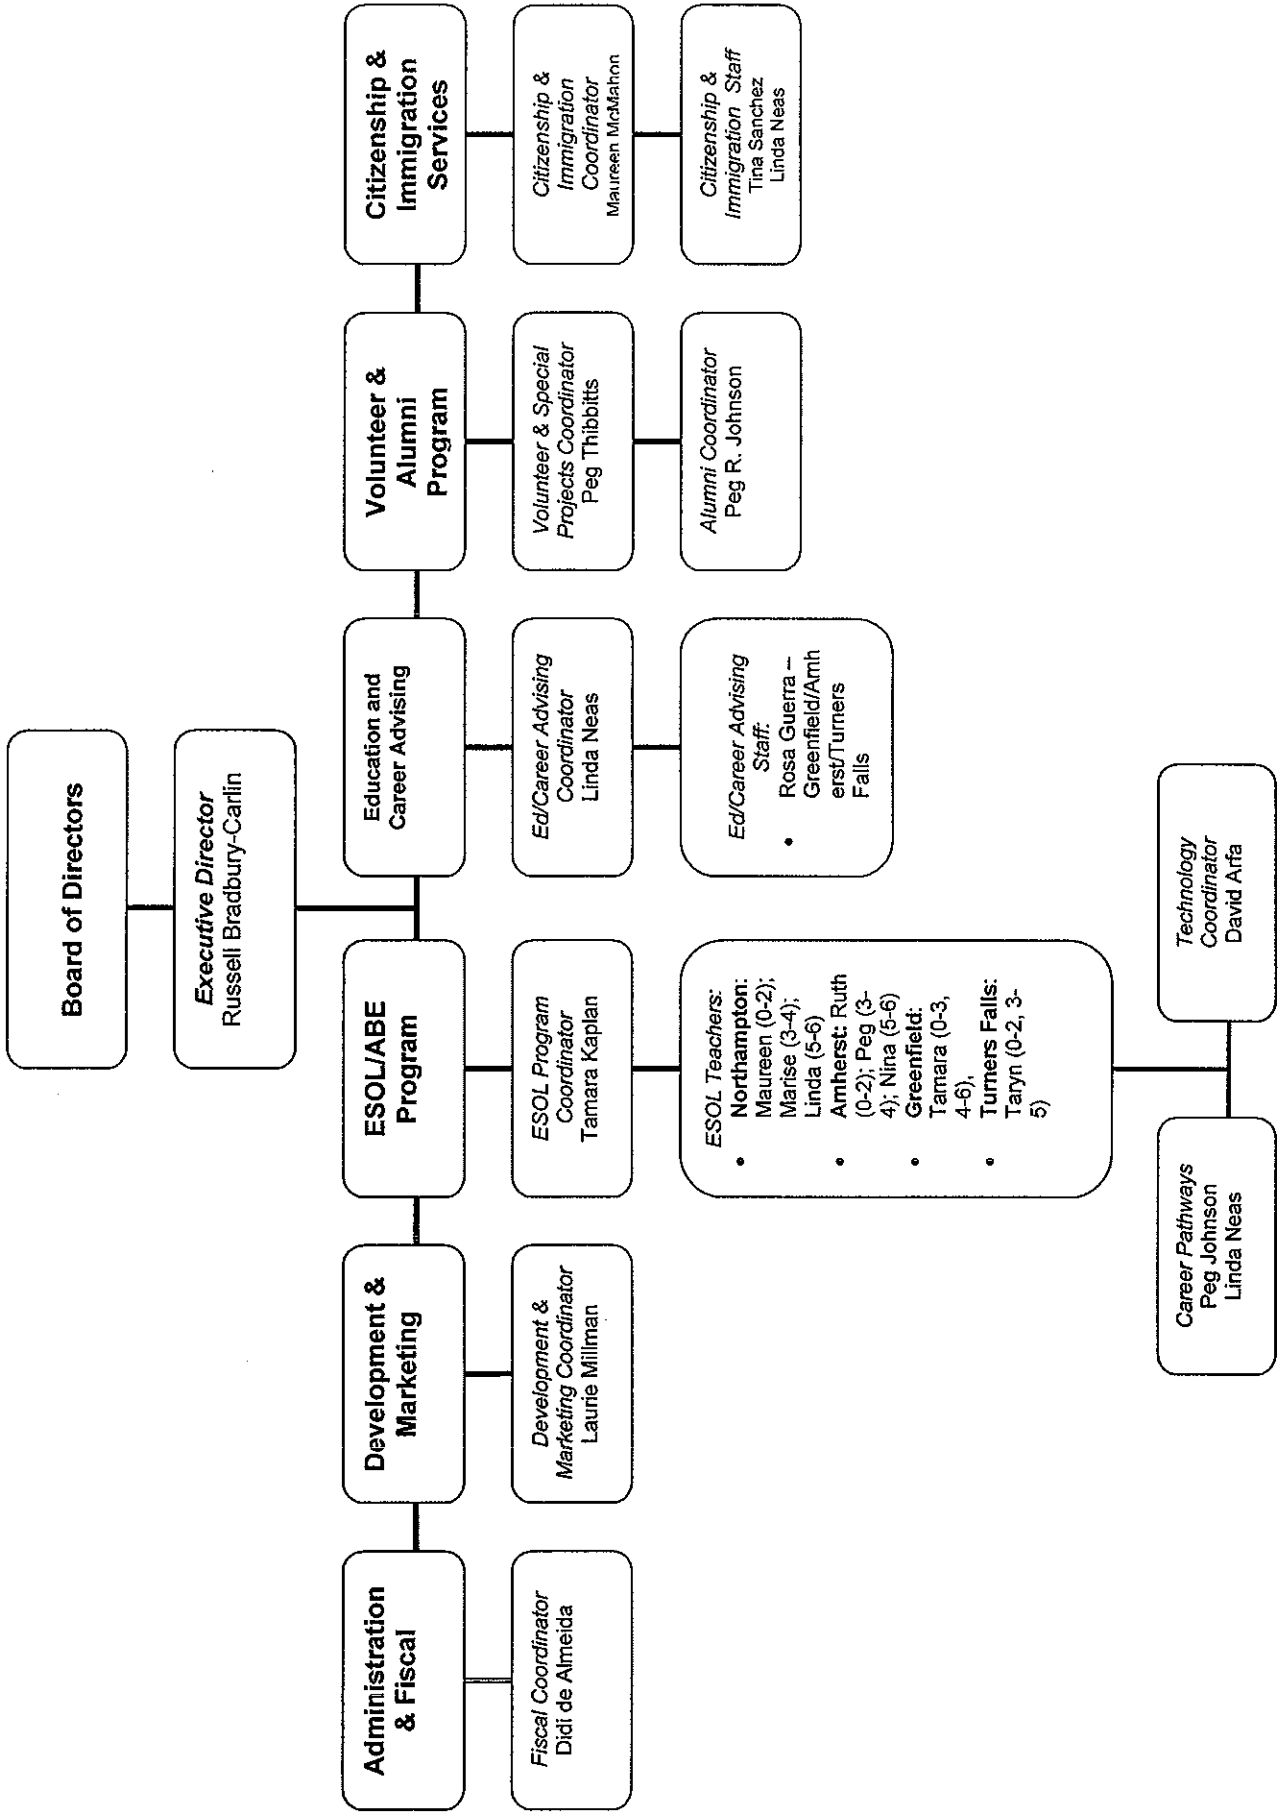 Board of Directors
Executive Director
Russell Bradbury-Carlin
Administration
& Fiscal
Fiscal Coordinator
Didi de Almeida
Development &
Marketing
Development &
Marketing Coordinator
Laurie Millman
ESOL/ABE
Program
ESOL Program
Coordinator
Tamara Kaplan
ESOL Teachers:
• Northampton:
Maureen (0-2);
Marise (3-4);
Linda (5-6)
• Amherst: Ruth
(0-2); Peg (3-
4); Nina (5-6)
• Greenfield:
Tamara (0-3,
4-6),
• Turners Falls:
Taryn (0-2, 3-
5)
Career Pathways
Peg Johnson
Linda Neas
Technology
Coordinator
David Arfa
Education and
Career Advising
Ed/Career Advising
Coordinator
Linda Neas
Ed/Career Advising
Staff:
• Rosa Guerra –
Greenfield/Amh
erst/Turners
Falls
Volunteer &
Alumni
Program
Volunteer & Special
Projects Coordinator
Peg Thibbitts
Alumni Coordinator
Peg R. Johnson
Citizenship &
Immigration
Services
Citizenship &
Immigration
Coordinator
Maureen McMahon
Citizenship &
Immigration Staff
Tina Sanchez
Linda Neas